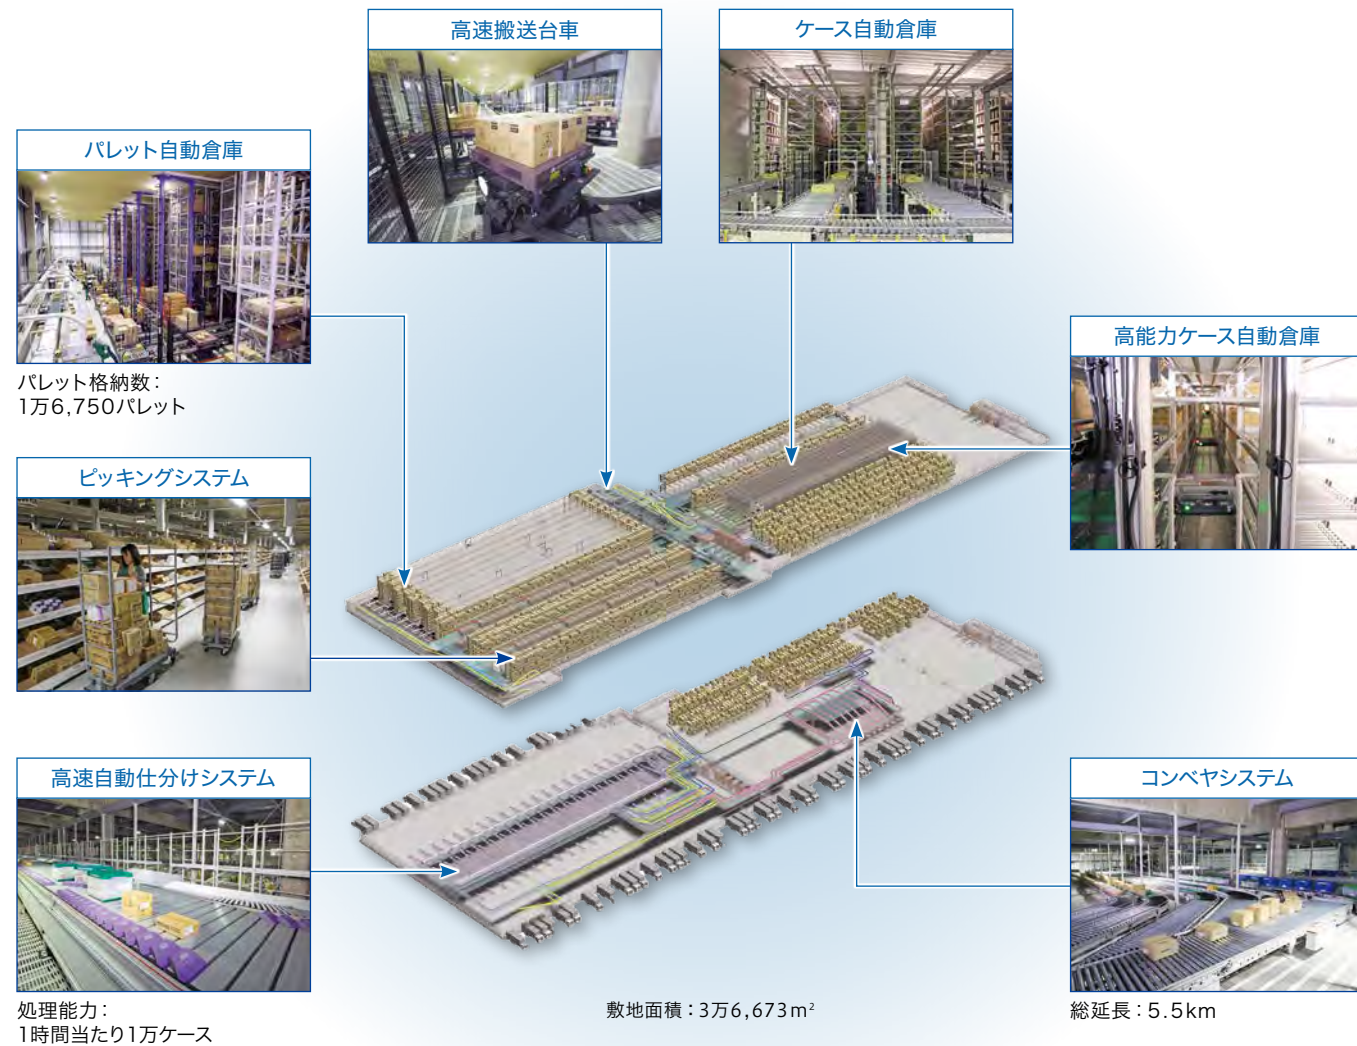 高速搬送台車
ケース自動倉庫
パレット自動倉庫
パレット格納数：
1万6,750パレット
高能力ケース自動倉庫
ピッキングシステム
高速自動仕分けシステム
処理能力：
1時間当たり1万ケース
敷地面積：3万6,673m²
コンベヤシステム
総延長：5.5km